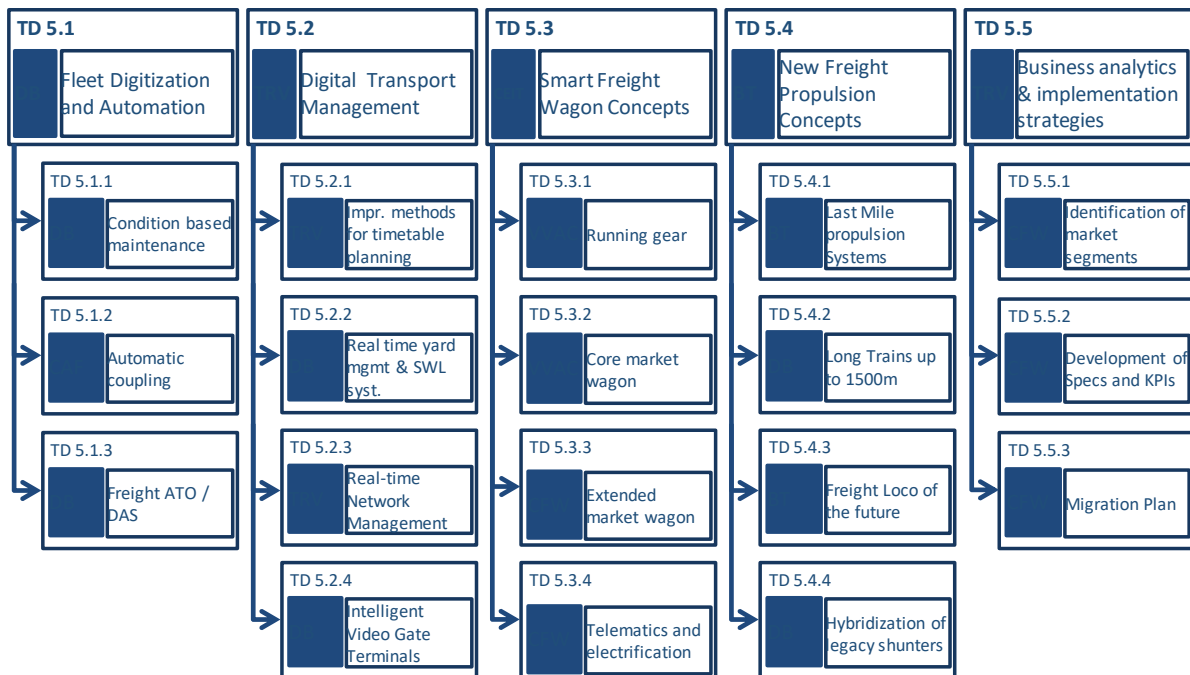 TD 5.1
Fleet Digitization
and Automation
TD 5.1.1
Condition based
maintenance
TD 5.1.2
Automatic
coupling
TD 5.1.3
Freight ATO /
DAS
TD 5.2
Digital Transport
Management
TD 5.2.1
Impr. methods
for timetable
planning
TD 5.2.2
Real time yard
mgmt & SWL
syst.
TD 5.2.3
Real-time
Network
Management
TD 5.2.4
Intelligent
Video Gate
Terminals
TD 5.3
Smart Freight
Wagon Concepts
TD 5.3.1
Running gear
TD 5.3.2
Core market
wagon
TD 5.3.3
Extended
market wagon
TD 5.3.4
Telematics and
electrification
TD 5.4
New Freight
Propulsion
Concepts
TD 5.4.1
Last Mile
propulsion
Systems
TD 5.4.2
Long Trains up
to 1500m
TD 5.4.3
Freight Loco of
the future
TD 5.4.4
Hybridization of
legacy shunters
TD 5.5
Business analytics
& implementation
strategies
TD 5.5.1
Identification of
market
segments
TD 5.5.2
Development of
Specs and KPIs
TD 5.5.3
Migration Plan